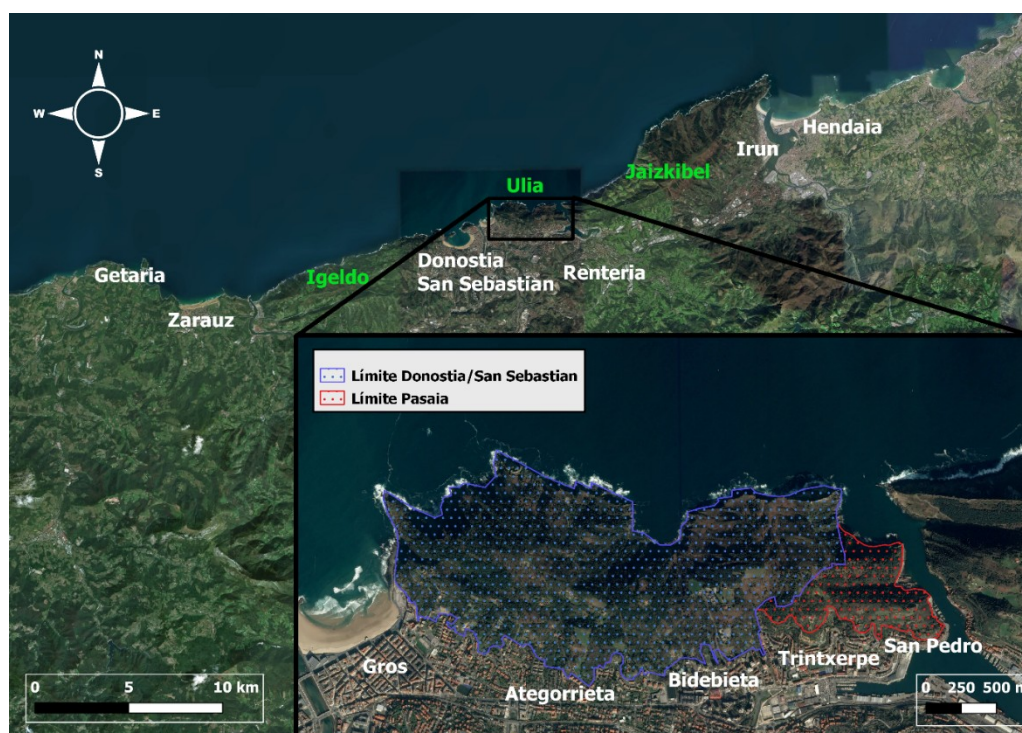 N
W
E
S
Hendaia
Irun
Jaizkibel
Ulia
Donostia
San Sebastian
Renteria
Getaria
Igeldo
Zarauz
Límite Donostia/San Sebastian
Límite Pasaia
Gros
Ategorrieta
Bidebieta
Trintxerpe
San Pedro
0 5 10 km
0 250 500 m